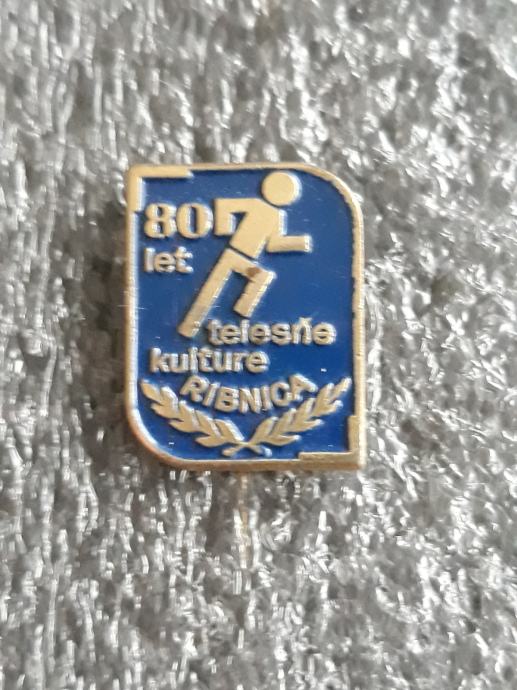 80
let
telesne
kulture
RIBNICA